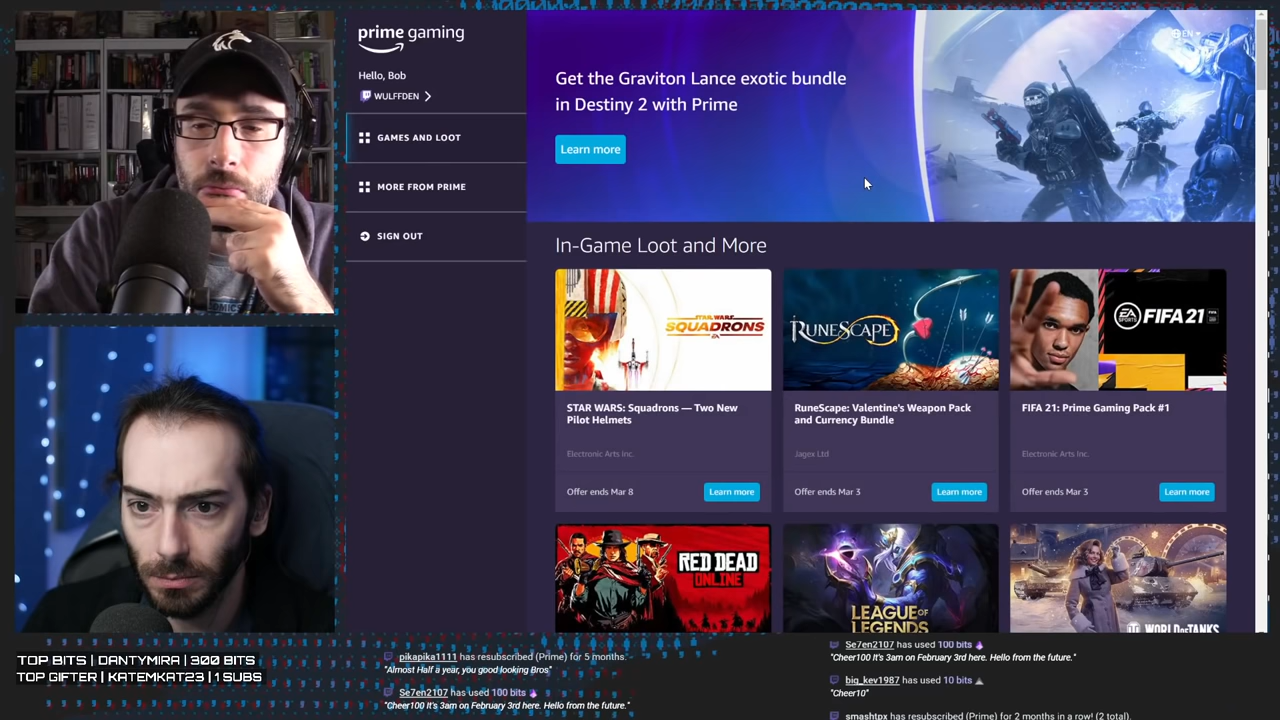 prime gaming
Hello, Bob
WULFFDEN
GAMES AND LOOT
MORE FROM PRIME
SIGN OUT
EN
Get the Graviton Lance exotic bundle
in Destiny 2 with Prime
Learn more
In-Game Loot and More
STAR WARS
SQUADRONS
EA
STAR WARS: Squadrons — Two New
Pilot Helmets
Electronic Arts Inc.
Offer ends Mar 8
Learn more
RUNESCAPE
RuneScape: Valentine's Weapon Pack
and Currency Bundle
Jagex Ltd
Offer ends Mar 3
Learn more
EA SPORTS
FIFA 21
FIFA 21: Prime Gaming Pack #1
Electronic Arts Inc.
Offer ends Mar 3
Learn more
RED DEAD
ONLINE
LEAGUE OF
LEGENDS
WORLD OF TANKS
TOP BITS | DANTYMIRA | 300 BITS
TOP GIFTER | KATEMKAT23 | 1 SUBS
pikapika1111 has resubscribed (Prime) for 5 months.
"Almost Half a year, you good looking Bros"
Se7en2107 has used 100 bits
"Cheer100 It's 3am on February 3rd here. Hello from the future."
Se7en2107 has used 100 bits
"Cheer100 It's 3am on February 3rd here. Hello from the future."
big_kev1987 has used 10 bits
"Cheer10"
smashtpx has resubscribed (Prime) for 2 months in a row! (2 total).